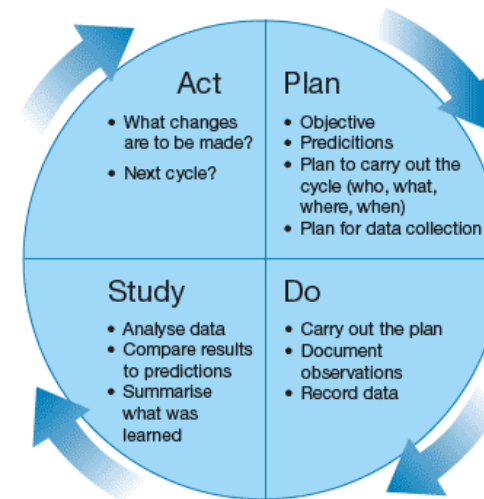 Act
• What changes
are to be made?
• Next cycle?
Plan
• Objective
• Predicitions
• Plan to carry out the
cycle (who, what,
where, when)
• Plan for data collection
Study
• Analyse data
• Compare results
to predictions
• Summarise
what was
learned
Do
• Carry out the plan
• Document
observations
• Record data